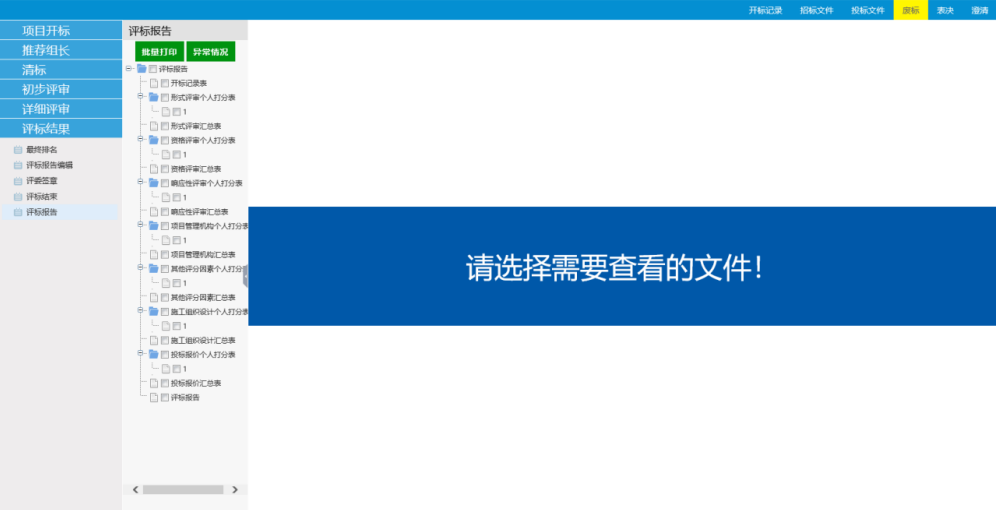 开标记录 招标文件 投标文件 废标 表决 澄清
项目开标
推荐组长
清标
初步评审
详细评审
评标结果
最终排名
评标报告编辑
评委签章
评标结束
评标报告
评标报告
批量打印 异常情况
评标报告
开标记录表
形式评审个人打分表
1
形式评审汇总表
资格评审个人打分表
1
资格评审汇总表
响应性评审个人打分表
1
响应性评审汇总表
项目管理机构个人打分表
1
项目管理机构汇总表
其他评分因素个人打分
1
其他评分因素汇总表
施工组织设计个人打分表
1
施工组织设计汇总表
投标报价个人打分表
1
投标报价汇总表
评标报告
请选择需要查看的文件!